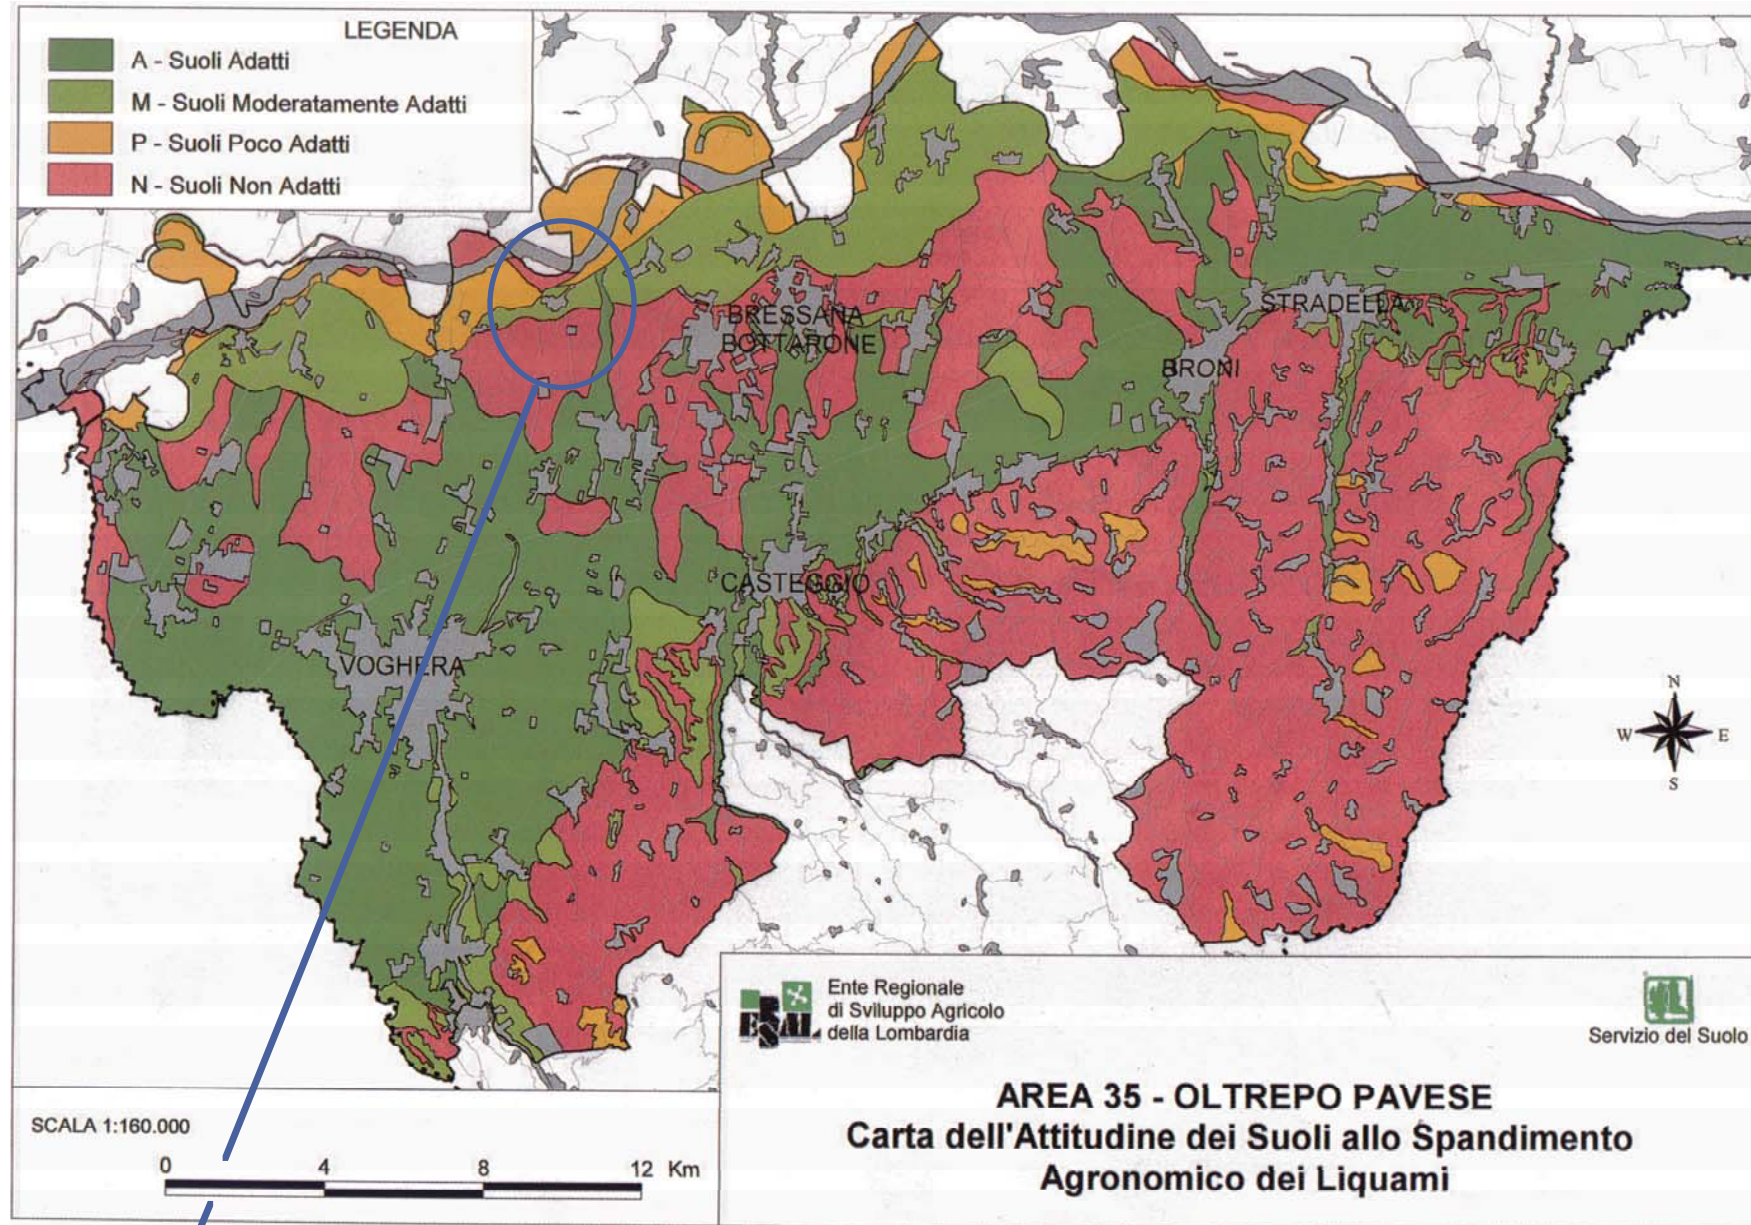 LEGENDA
A - Suoli Adatti
M - Suoli Moderatamente Adatti
P - Suoli Poco Adatti
N - Suoli Non Adatti
BRESSANA
BOTTARONE
STRADELLA
BRONI
CASTEGGIO
VOGHERA
N
W E
S
ERSAL
Ente Regionale
di Sviluppo Agricolo
della Lombardia
Servizio del Suolo
AREA 35 - OLTREPO PAVESE
Carta dell'Attitudine dei Suoli allo Spandimento
Agronomico dei Liquami
SCALA 1:160.000
0 4 8 12 Km